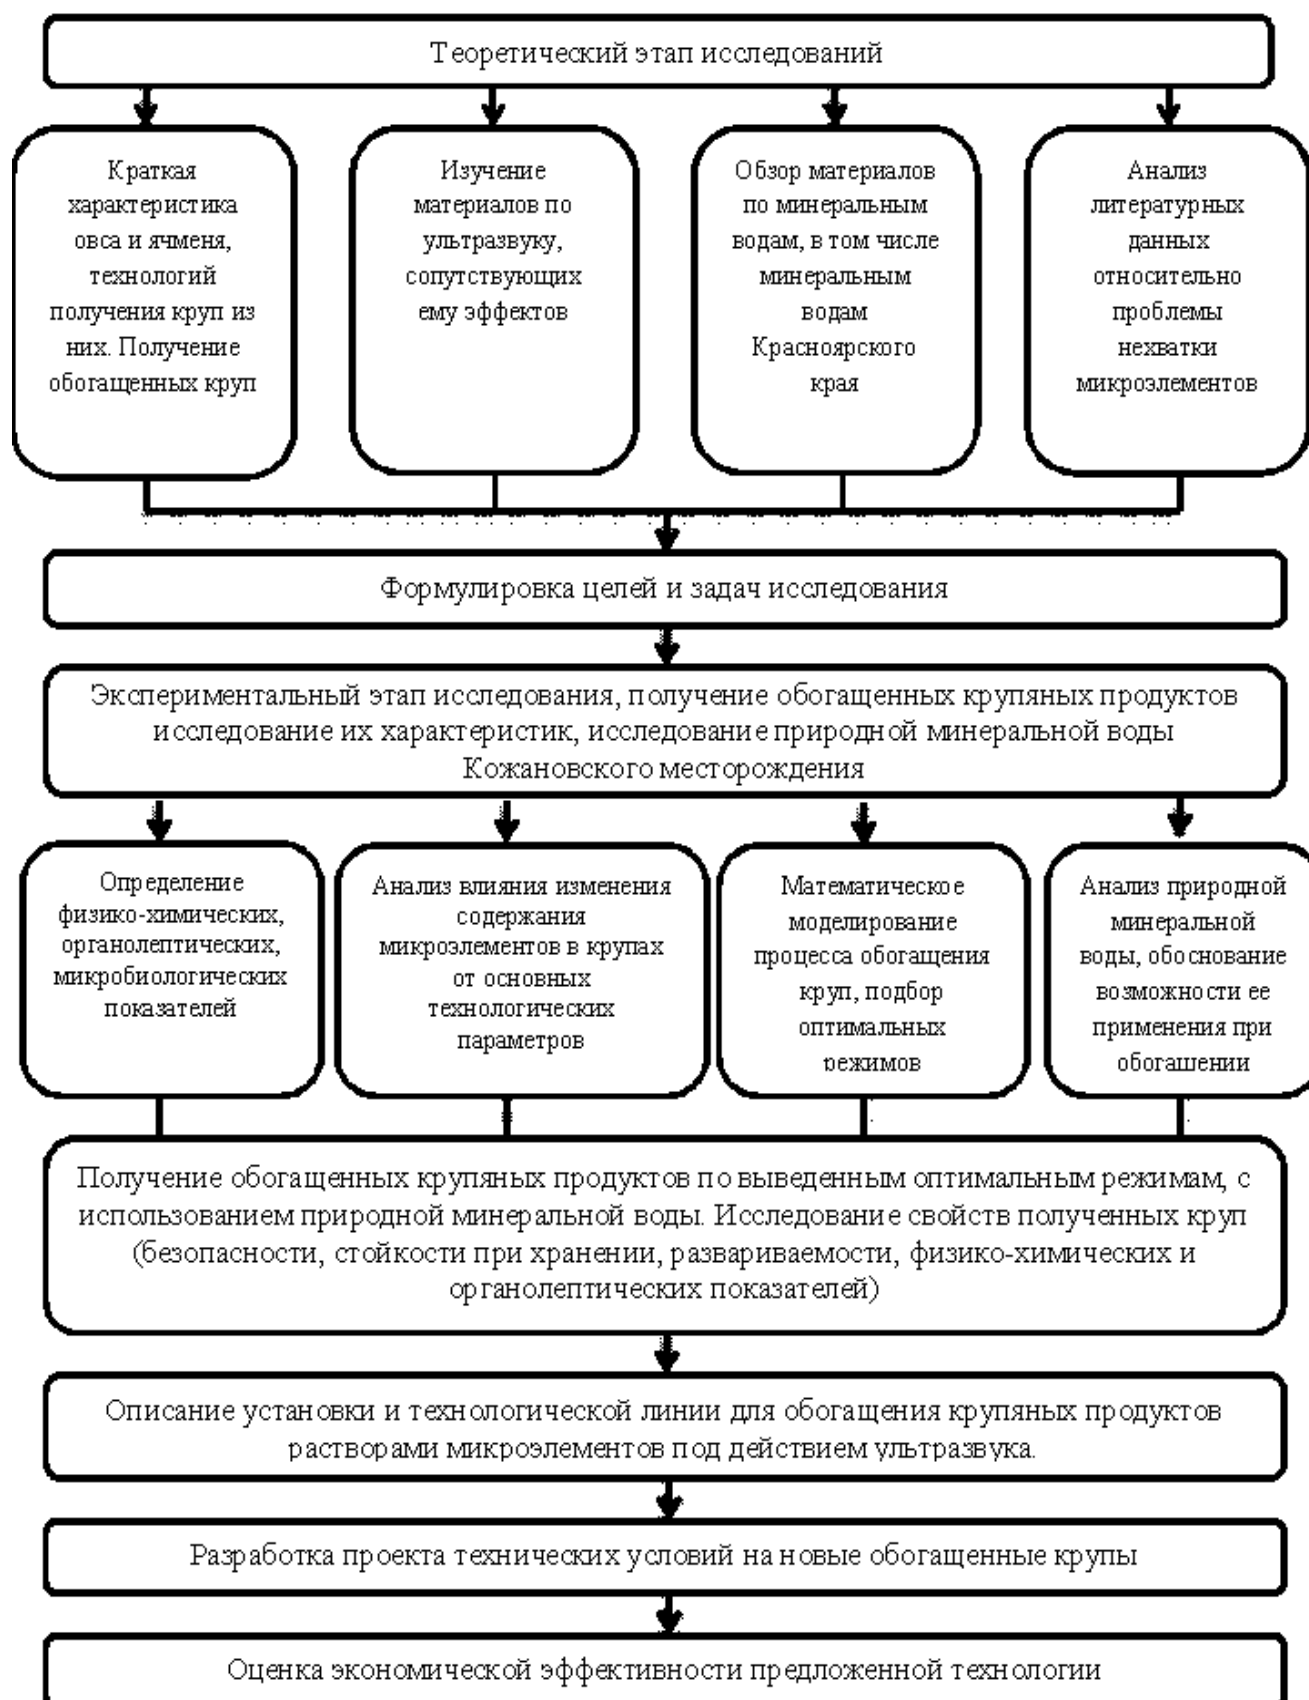 Теоретический этап исследований
Краткая
характеристика
овса и ячменя,
технологий
получения круп из
них. Получение
обогащенных круп
Изучение
материалов по
ультразвуку,
сопутствующих
ему эффектов
Обзор материалов
по минеральным
водам, в том числе
минеральным
водам
Красноярского
края
Анализ
литературных
данных
относительно
проблемы
нехватки
микроэлементов
Формулировка целей и задач исследования
Экспериментальный этап исследования, получение обогащенных крупяных продуктов
исследование их характеристик, исследование природной минеральной воды
Кожановского месторождения
Определение
физико-химических,
органолептических,
микробиологических
показателей
Анализ влияния изменения
содержания
микроэлементов в крупах
от основных
технологических
параметров
Математическое
моделирование
процесса обогащения
круп, подбор
оптимальных
режимов
Анализ природной
минеральной
воды, обоснование
возможности ее
применения при
обогашении
Получение обогащенных крупяных продуктов по выведенным оптимальным режимам, с
использованием природной минеральной воды. Исследование свойств полученных круп
(безопасности, стойкости при хранении, развариваемости, физико-химических и
органолептических показателей)
Описание установки и технологической линии для обогащения крупяных продуктов
растворами микроэлементов под действием ультразвука.
Разработка проекта технических условий на новые обогащенные крупы
Оценка экономической эффективности предложенной технологии